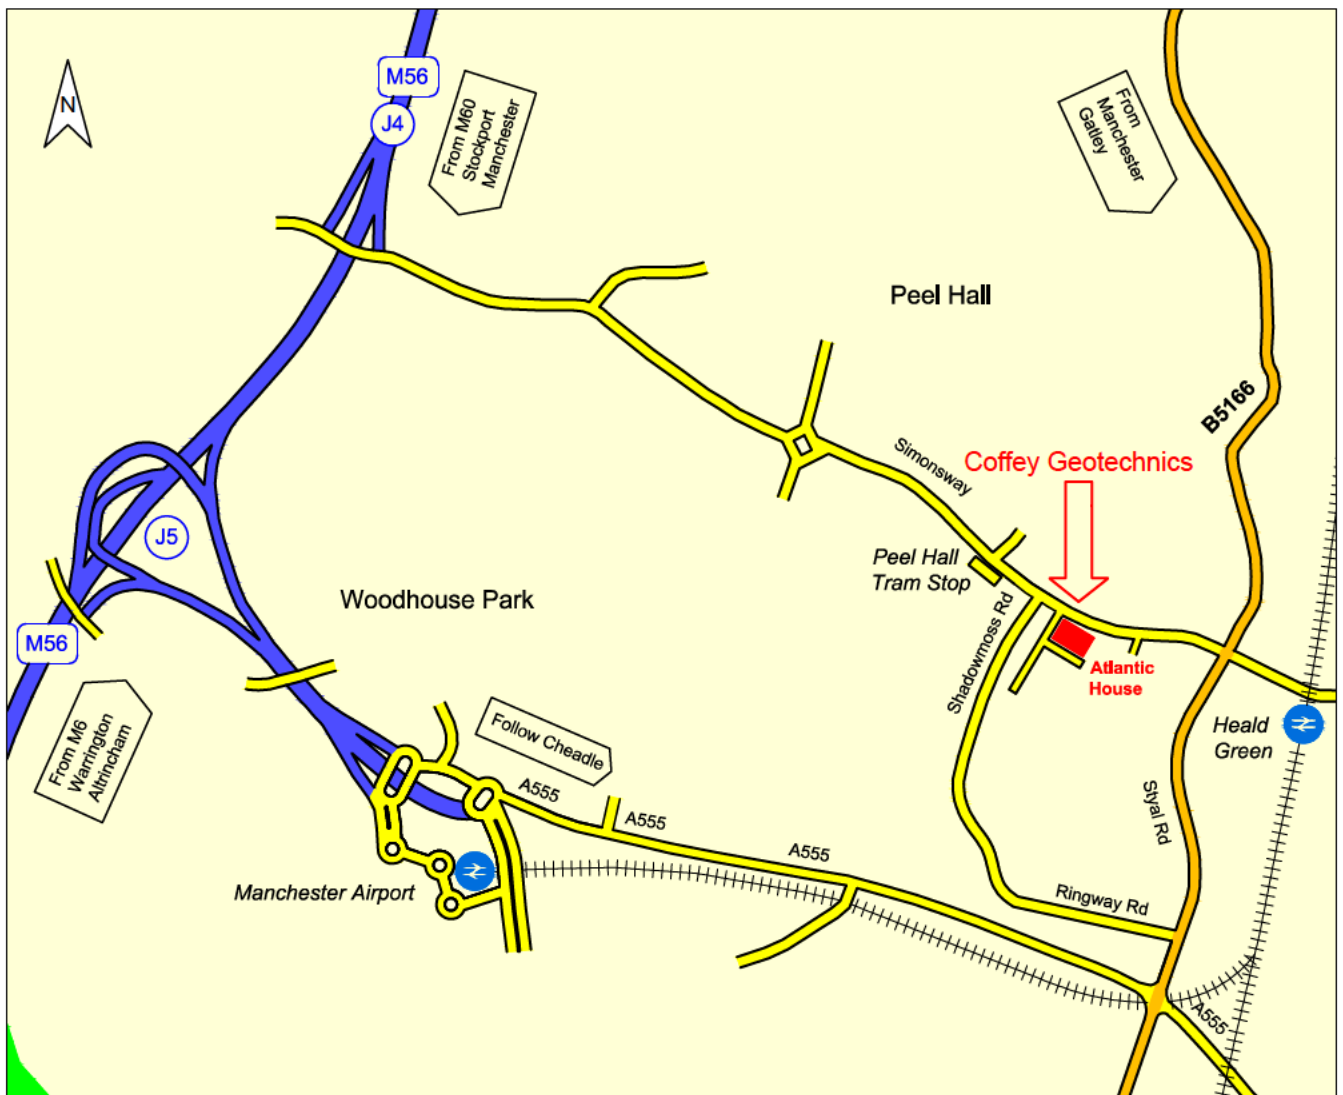 M56
N
J4
From M60
Stockport
Manchester
From
Manchester
Gatley
Peel Hall
B5166
Simonsway
Coffey Geotechnics
J5
Peel Hall
Tram Stop
Woodhouse Park
Shadowmoss Rd
M56
Atlantic
House
From M6
Warrington
Altrincham
Follow Cheadle
Heald
Green
A555
A555
Styal Rd
A555
Manchester Airport
Ringway Rd
A555